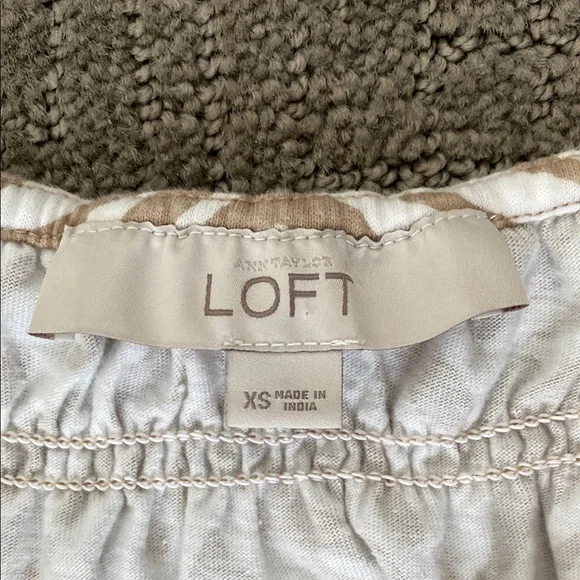 ANN TAYLOR
LOFT
XS MADE IN
INDIA